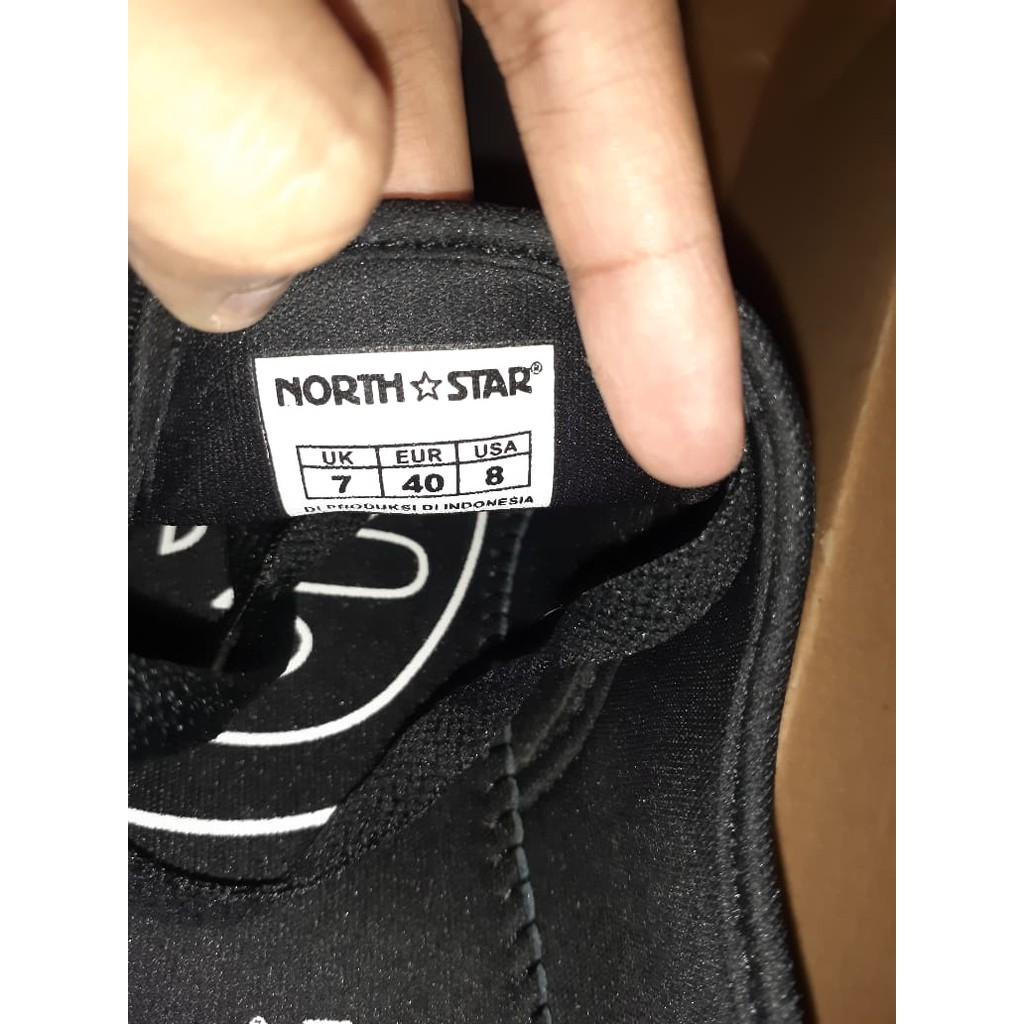 NORTH☆STAR®
UK EUR USA
7 40 8
DI PRODUKSI DI INDONESIA